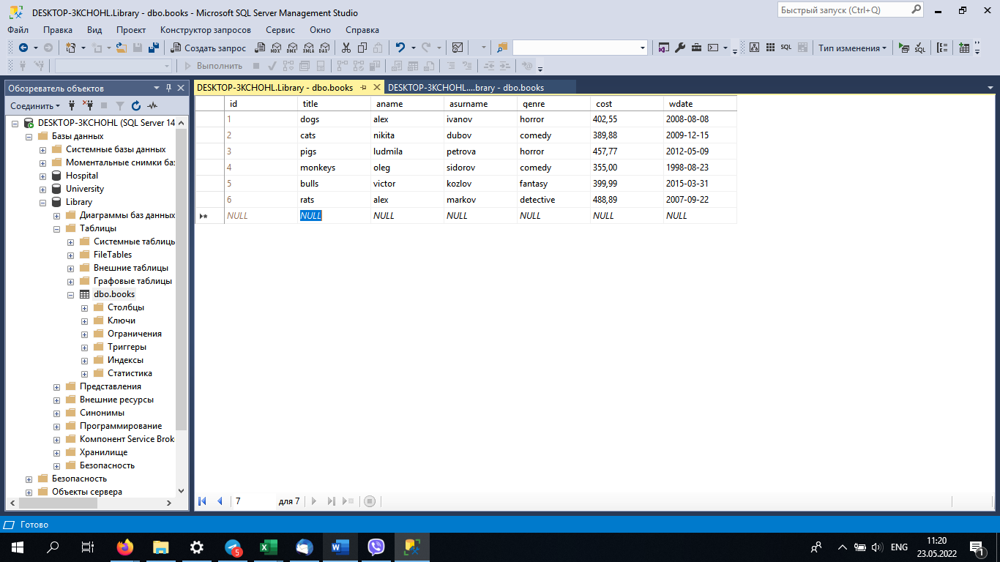 DESKTOP-3KCHOHL.Library - dbo.books - Microsoft SQL Server Management Studio
Быстрый запуск (Ctrl+Q)
Файл Правка Вид Проект Конструктор запросов Сервис Окно Справка
Создать запрос MDX DMX XMLA DAX SQL Тип изменения
Выполнить SQL
Обозреватель объектов
DESKTOP-3KCHOHL.Library - dbo.books DESKTOP-3KCHOHL....brary - dbo.books
Соединить
DESKTOP-3KCHOHL (SQL Server 14
Базы данных
Системные базы данных
Моментальные снимки баз
Hospital
University
Library
Диаграммы баз данных
Таблицы
Системные таблицы
FileTables
Внешние таблицы
Графовые таблицы
dbo.books
Столбцы
Ключи
Ограничения
Триггеры
Индексы
Статистика
Представления
Внешние ресурсы
Синонимы
Программирование
Компонент Service Brok
Хранилище
Безопасность
Безопасность
Объекты сервера
id title aname asurname genre cost wdate
1 dogs alex ivanov horror 402,55 2008-08-08
2 cats nikita dubov comedy 389,88 2009-12-15
3 pigs ludmila petrova horror 457,77 2012-05-09
4 monkeys oleg sidorov comedy 355,00 1998-08-23
5 bulls victor kozlov fantasy 399,99 2015-03-31
6 rats alex markov detective 488,89 2007-09-22
NULL NULL NULL NULL NULL NULL NULL
7 для 7
Готово
5
ENG
11:20
23.05.2022
1